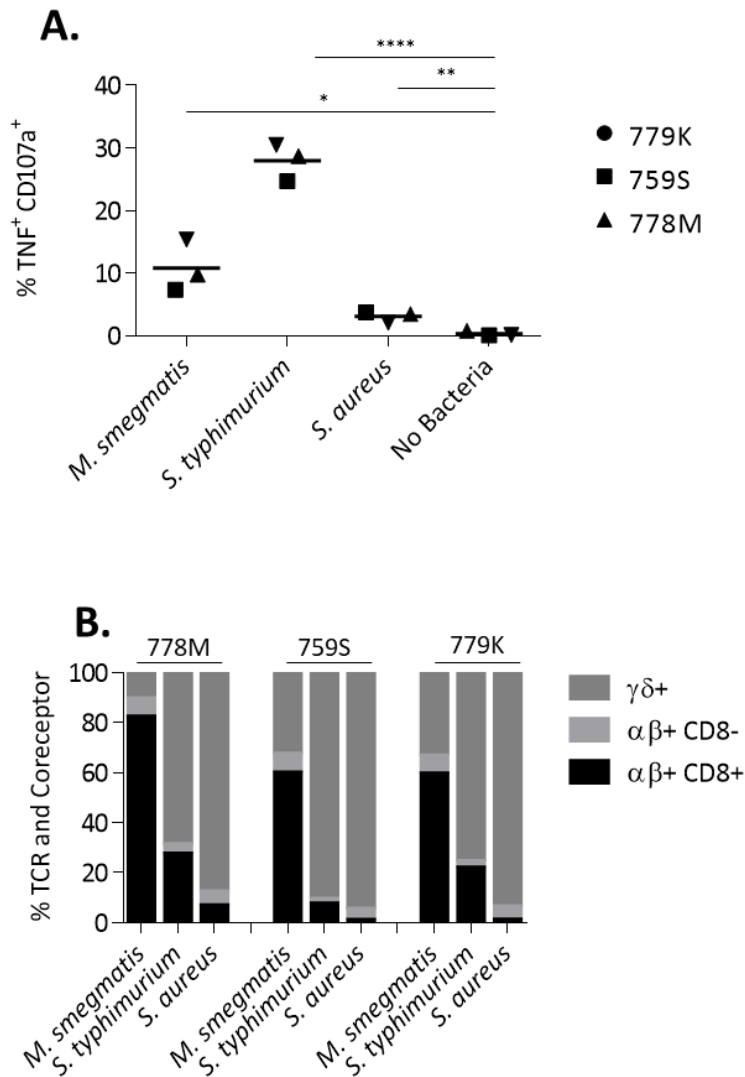 A.
****
**
*
40
30
20
10
0
% TNF⁺ CD107a⁺
779K
759S
778M
M. smegmatis
S. typhimurium
S. aureus
No Bacteria
B.
778M 759S 779K
100
80
60
40
20
0
% TCR and Coreceptor
γδ+
αβ+ CD8-
αβ+ CD8+
M. smegmatis
S. typhimurium
S. aureus
M. smegmatis
S. typhimurium
S. aureus
M. smegmatis
S. typhimurium
S. aureus